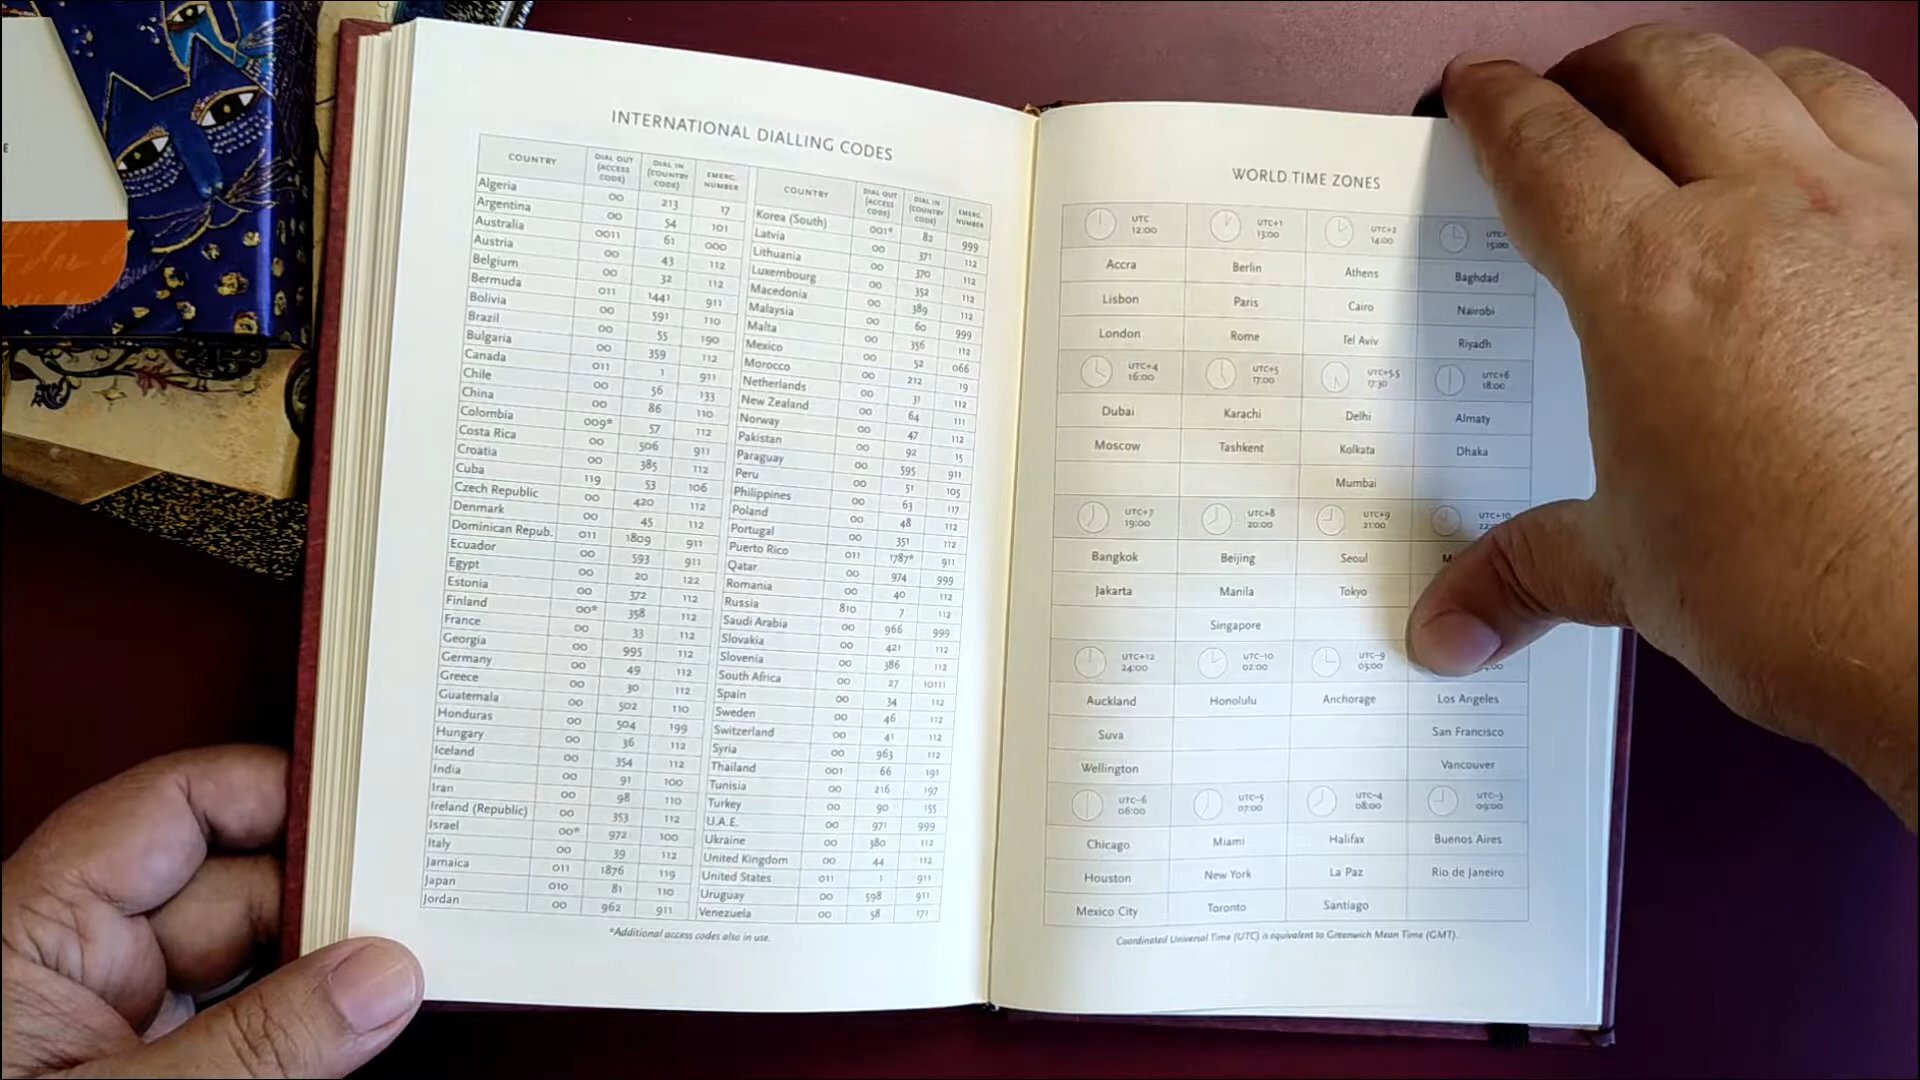 INTERNATIONAL DIALLING CODES
COUNTRY DIAL OUT (ACCESS CODE) DIAL IN (COUNTRY CODE) EMERG. NUMBER
Algeria 00 213 17
Argentina 00 54 101
Australia 0011 61 000
Austria 00 43 112
Belgium 00 32 112
Bermuda 011 1441 911
Bolivia 00 591 110
Brazil 00 55 190
Bulgaria 00 359 112
Canada 011 1 911
Chile 00 56 133
China 00 86 110
Colombia 009* 57 112
Costa Rica 00 506 911
Croatia 00 385 112
Cuba 119 53 106
Czech Republic 00 420 112
Denmark 00 45 112
Dominican Repub. 011 1809 911
Ecuador 00 593 911
Egypt 00 20 122
Estonia 00 372 112
Finland 00* 358 112
France 00 33 112
Georgia 00 995 112
Germany 00 49 112
Greece 00 30 112
Guatemala 00 502 110
Honduras 00 504 199
Hungary 00 36 112
Iceland 00 354 112
India 00 91 100
Iran 00 98 110
Ireland (Republic) 00 353 112
Israel 00* 972 100
Italy 00 39 112
Jamaica 011 1876 119
Japan 010 81 110
Jordan 00 962 911
COUNTRY DIAL OUT (ACCESS CODE) DIAL IN (COUNTRY CODE) EMERG. NUMBER
Korea (South) 001* 82 999
Latvia 00 371 112
Lithuania 00 370 112
Luxembourg 00 352 112
Macedonia 00 389 112
Malaysia 00 60 999
Malta 00 356 112
Mexico 00 52 066
Morocco 00 212 19
Netherlands 00 31 112
New Zealand 00 64 111
Norway 00 47 112
Pakistan 00 92 15
Paraguay 00 595 911
Peru 00 51 105
Philippines 00 63 117
Poland 00 48 112
Portugal 00 351 112
Puerto Rico 011 1787* 911
Qatar 00 974 999
Romania 00 40 112
Russia 810 7 112
Saudi Arabia 00 966 999
Slovakia 00 421 112
Slovenia 00 386 112
South Africa 00 27 10111
Spain 00 34 112
Sweden 00 46 112
Switzerland 00 41 112
Syria 00 963 112
Thailand 001 66 191
Tunisia 00 216 197
Turkey 00 90 155
U.A.E. 00 971 999
Ukraine 00 380 112
United Kingdom 00 44 112
United States 011 1 911
Uruguay 00 598 911
Venezuela 00 58 171
*Additional access codes also in use.
WORLD TIME ZONES
UTC UTC+1 UTC+2
12:00 13:00 14:00 15:00
Accra Berlin Athens Baghdad
Lisbon Paris Cairo Nairobi
London Rome Tel Aviv Riyadh
UTC+4 UTC+5 UTC+5.5 UTC+6
16:00 17:00 17:30 18:00
Dubai Karachi Delhi Almaty
Moscow Tashkent Kolkata Dhaka
Mumbai
UTC+7 UTC+8 UTC+9 UTC+10
19:00 20:00 21:00
Bangkok Beijing Seoul
Jakarta Manila Tokyo
Singapore
UTC+12 UTC–10 UTC–9
24:00 02:00 03:00
Auckland Honolulu Anchorage Los Angeles
Suva San Francisco
Wellington Vancouver
UTC–6 UTC–5 UTC–4 UTC–3
06:00 07:00 08:00 09:00
Chicago Miami Halifax Buenos Aires
Houston New York La Paz Rio de Janeiro
Mexico City Toronto Santiago
Coordinated Universal Time (UTC) is equivalent to Greenwich Mean Time (GMT).